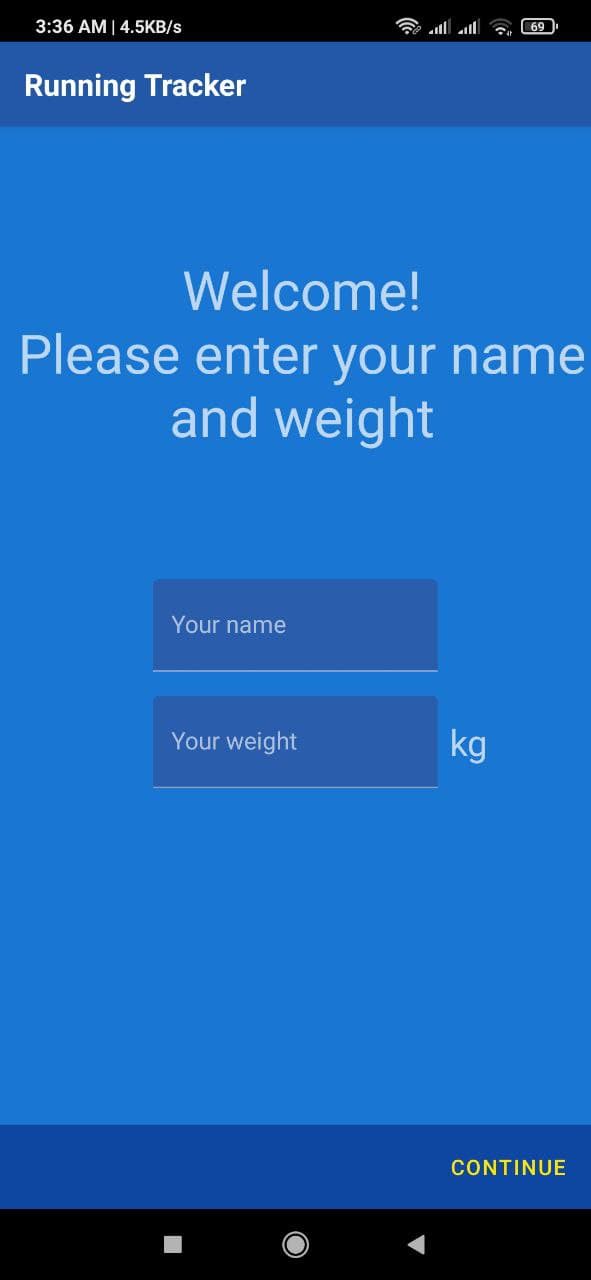 3:36 AM | 4.5KB/s
69
Running Tracker
Welcome!
Please enter your name
and weight
Your name
Your weight
kg
CONTINUE